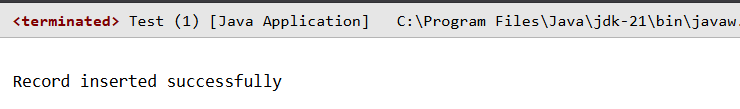 <terminated> Test (1) [Java Application] C:\Program Files\Java\jdk-21\bin\javaw.
Record inserted successfully